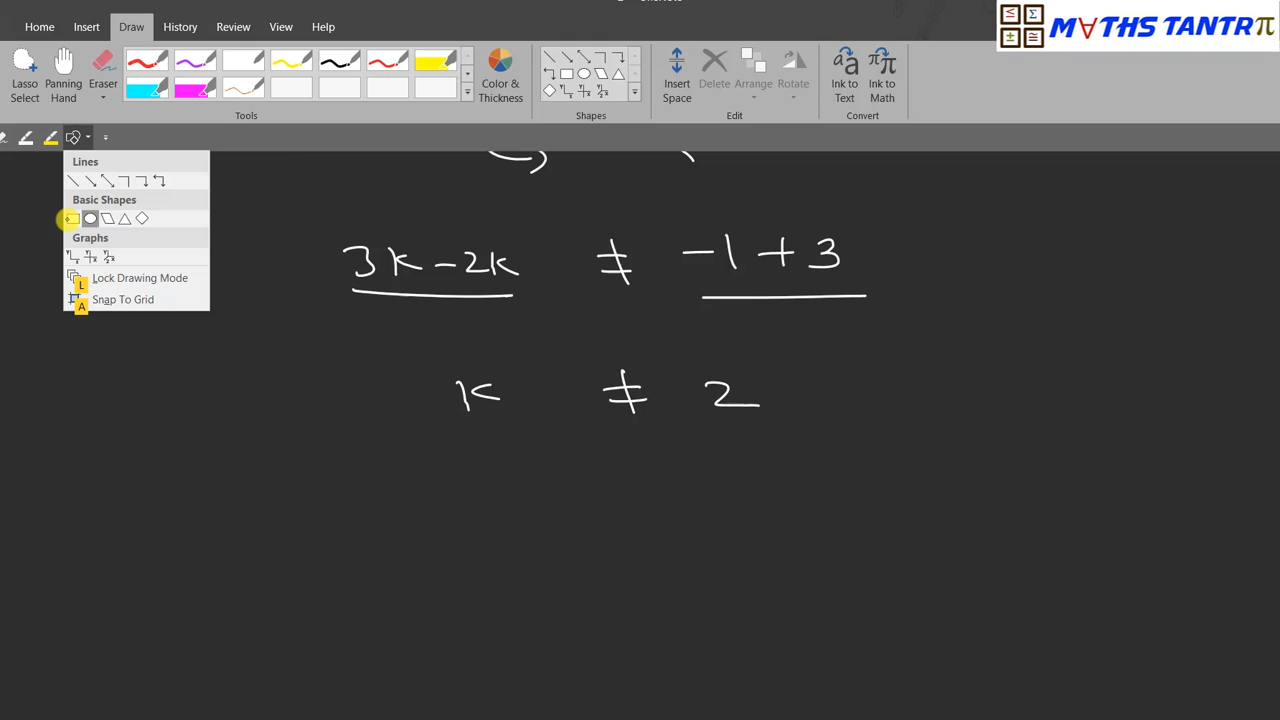 MATHS TANTRπ
Home Insert Draw History Review View Help
Lasso Select
Panning Hand
Eraser
Color & Thickness
Insert Space
Delete
Arrange
Rotate
Ink to Text
Ink to Math
Tools
Shapes
Edit
Convert
Lines
Basic Shapes
Graphs
Lock Drawing Mode
L
Snap To Grid
A
3k - 2k ≠ -1 + 3
k ≠ 2